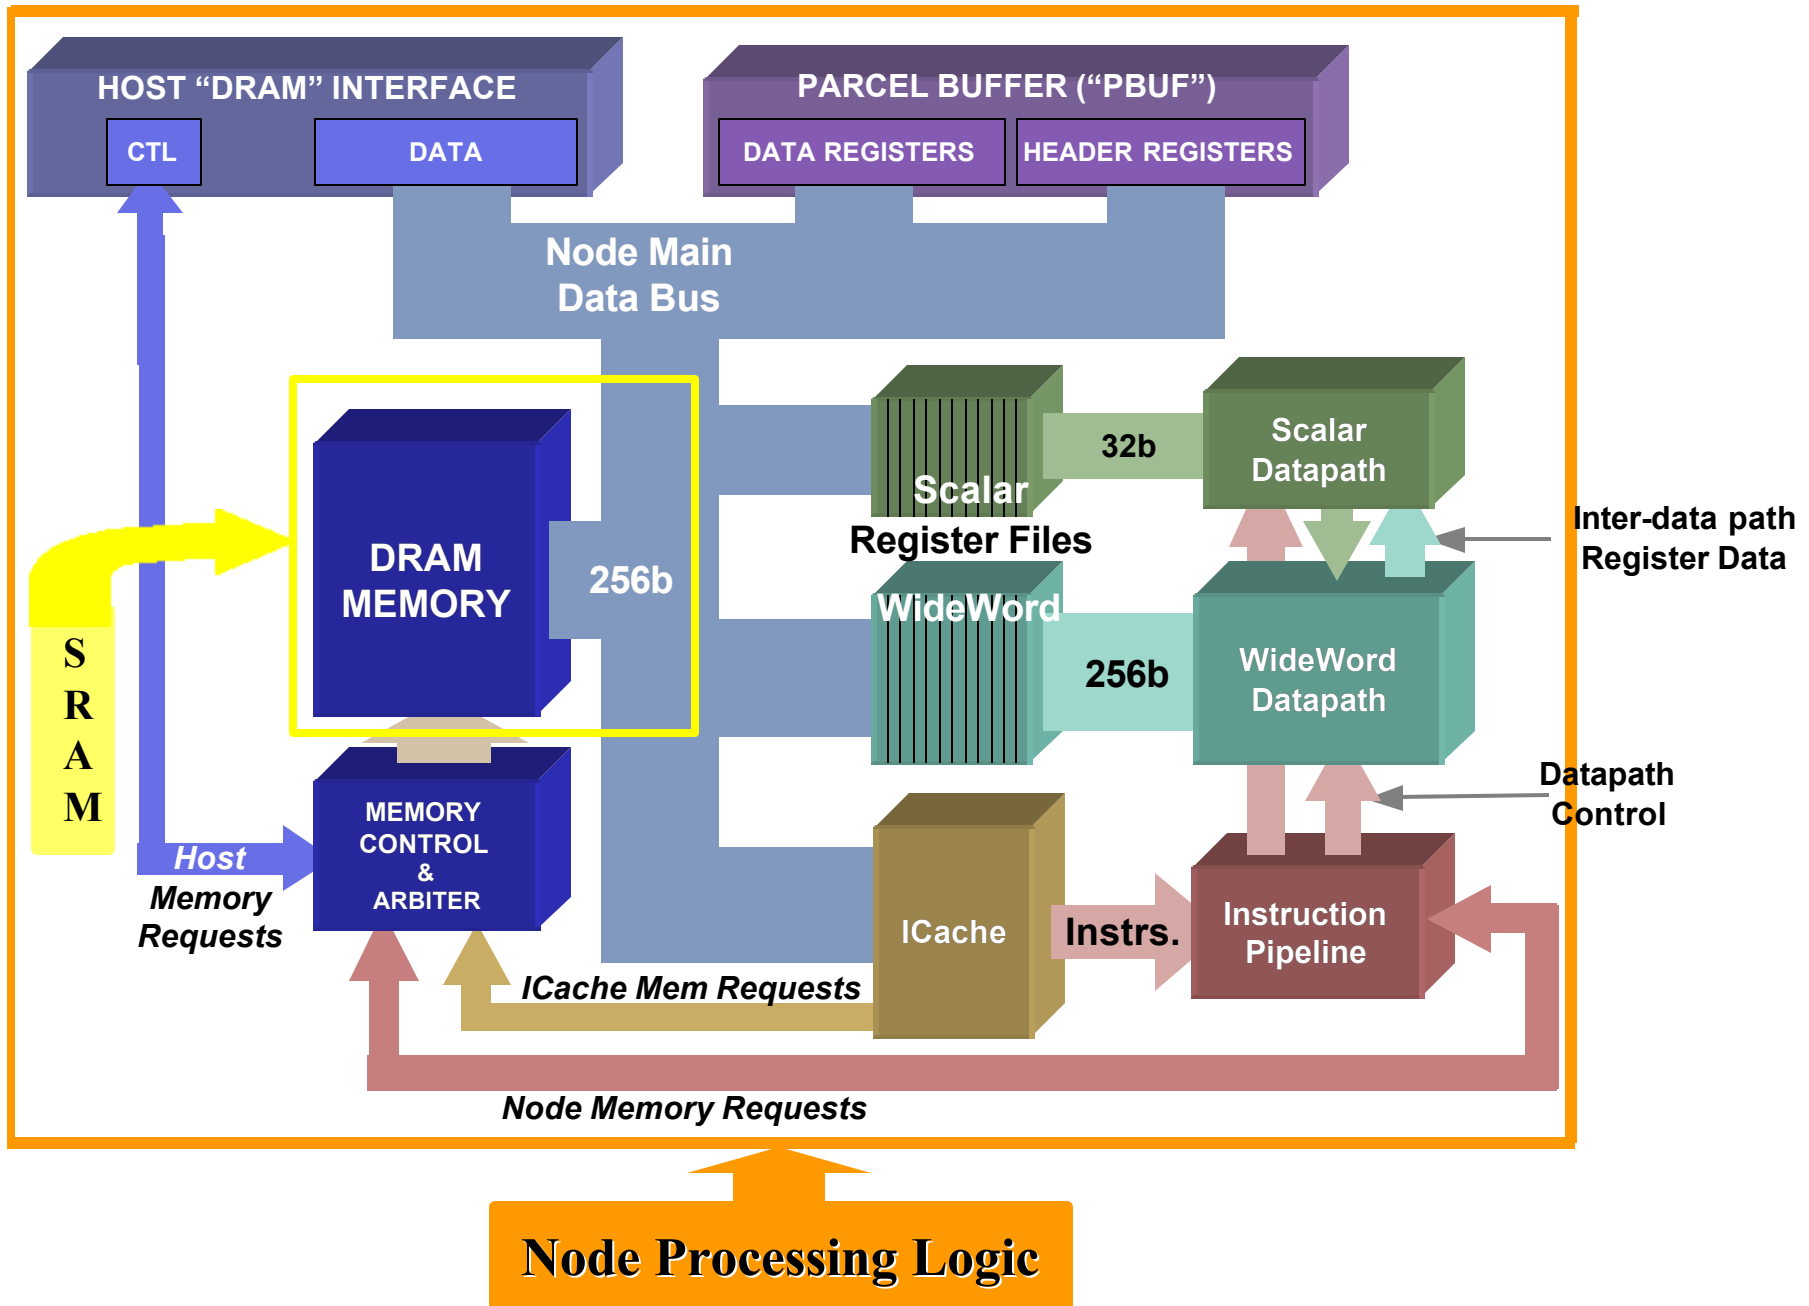 HOST “DRAM” INTERFACE
CTL
DATA
PARCEL BUFFER (“PBUF”)
DATA REGISTERS
HEADER REGISTERS
Node Main
Data Bus
DRAM
MEMORY
256b
Scalar
Register Files
WideWord
32b
Scalar
Datapath
256b
WideWord
Datapath
Inter-data path
Register Data
Datapath
Control
S
R
A
M
MEMORY
CONTROL
&
ARBITER
Host
Memory
Requests
ICache
Instrs.
Instruction
Pipeline
ICache Mem Requests
Node Memory Requests
Node Processing Logic